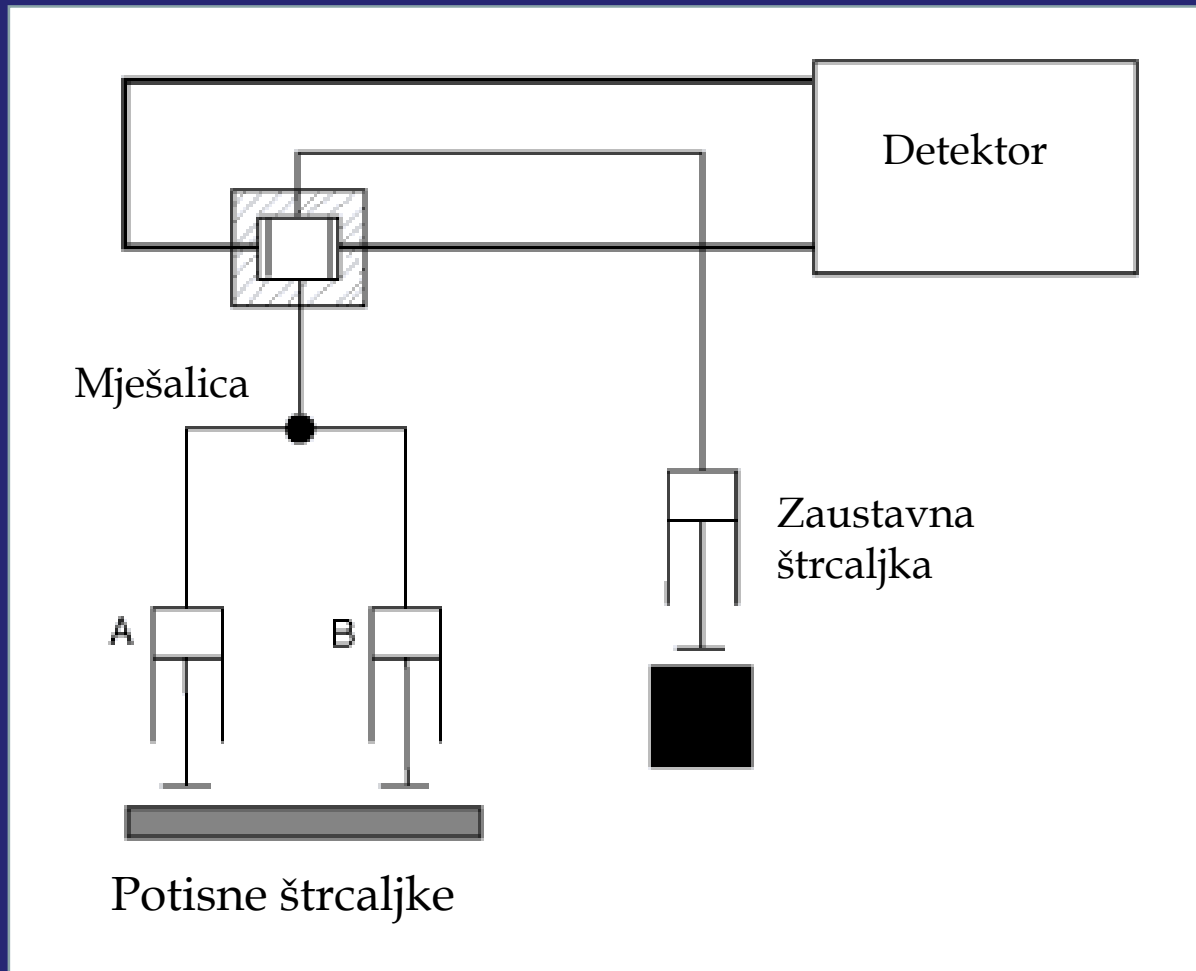 Detektor
Mješalica
Zaustavna
štrcaljka
A
B
Potisne štrcaljke